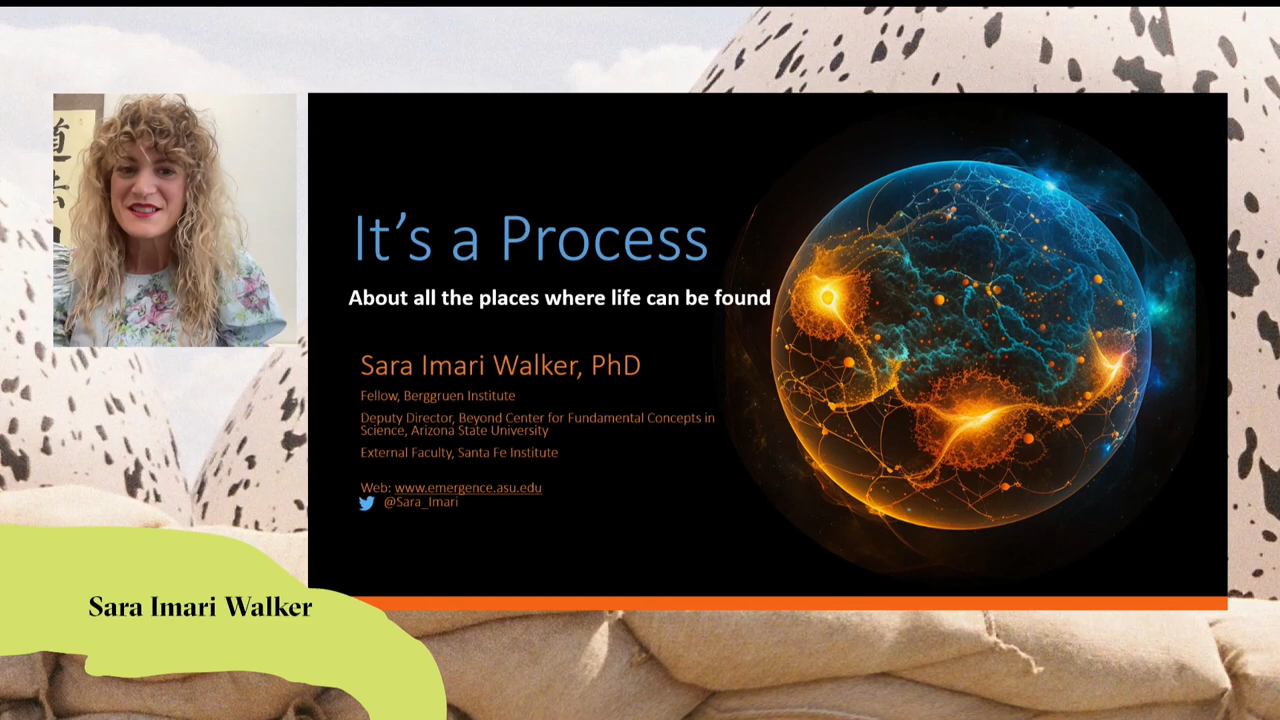 道
It's a Process
About all the places where life can be found
Sara Imari Walker, PhD
Fellow, Berggruen Institute
Deputy Director, Beyond Center for Fundamental Concepts in
Science, Arizona State University
External Faculty, Santa Fe Institute
Web: www.emergence.asu.edu
@Sara_Imari
Sara Imari Walker